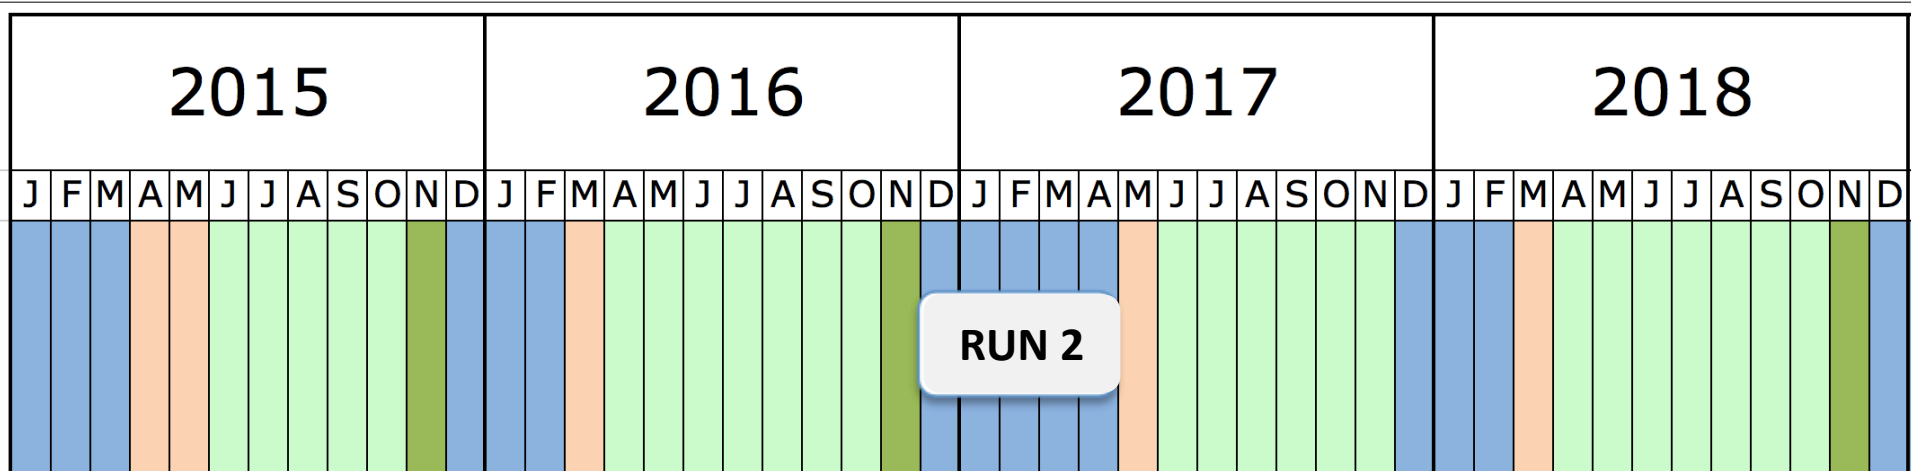 2015 2016 2017 2018
J F M A M J J A S O N D J F M A M J J A S O N D J F M A M J J A S O N D J F M A M J J A S O N D
RUN 2